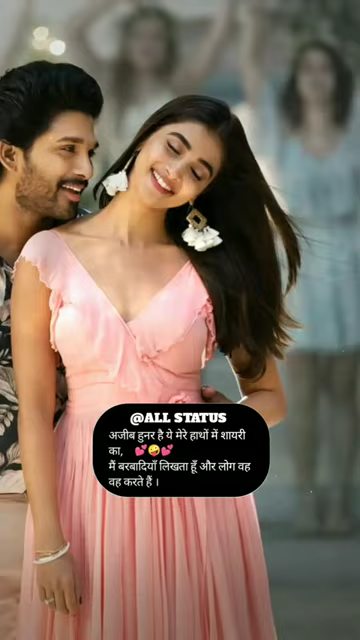 @ALL STATUS
अजीब हुनर है ये मेरे हाथों में शायरी
का, 💕🤪💕
मैं बरबादियाँ लिखता हूँ और लोग वह
वह करते हैं ।